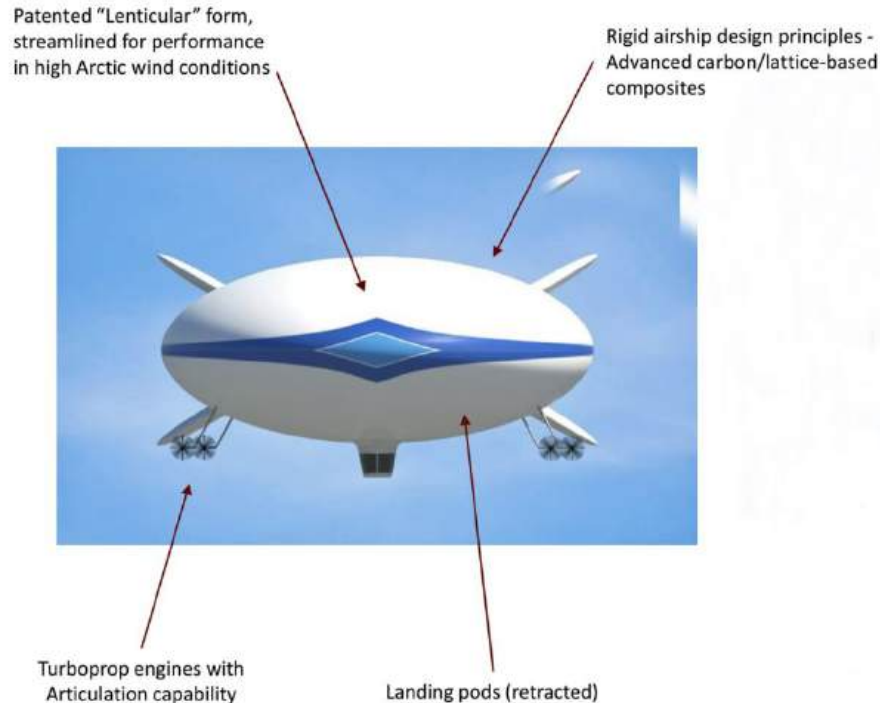 Patented “Lenticular” form,
streamlined for performance
in high Arctic wind conditions
Rigid airship design principles -
Advanced carbon/lattice-based
composites
Turboprop engines with
Articulation capability
Landing pods (retracted)